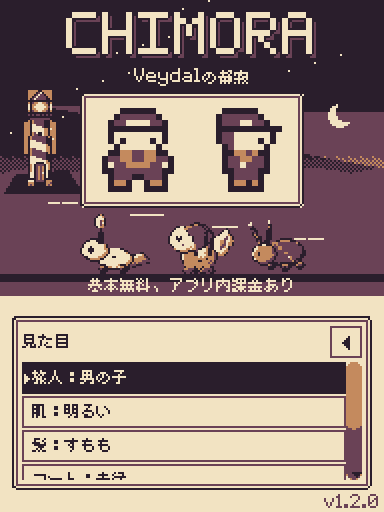 CHIMORA
Veydalの探索
基本無料、アプリ内課金あり
見た目
旅人：男の子
肌：明るい
髪：すもも
v1.2.0